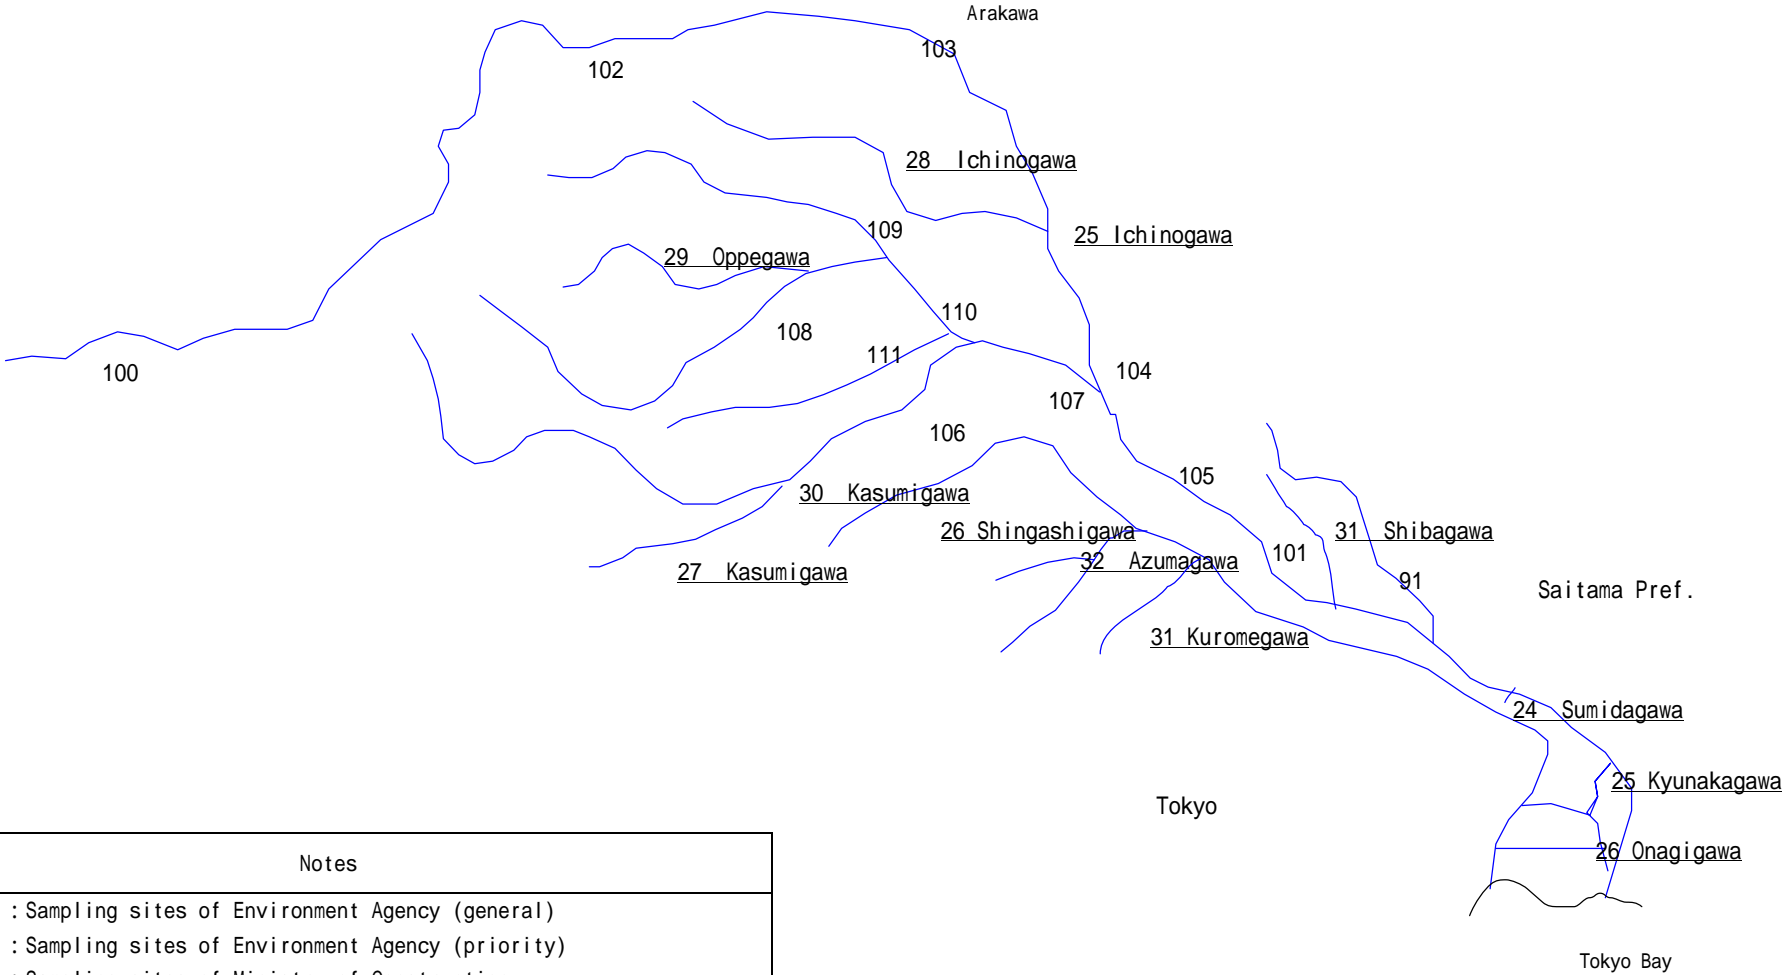 Arakawa
103
102
28 Ichinogawa
109
25 Ichinogawa
29 Oppegawa
110
108
111
104
100
107
106
105
30 Kasumigawa
26 Shingashigawa
31 Shibagawa
101
32 Azumagawa
27 Kasumigawa
91
Saitama Pref.
31 Kuromegawa
24 Sumidagawa
25 Kyunakagawa
Tokyo
26 Onagigawa
Notes
:Sampling sites of Environment Agency (general)
:Sampling sites of Environment Agency (priority)
Tokyo Bay